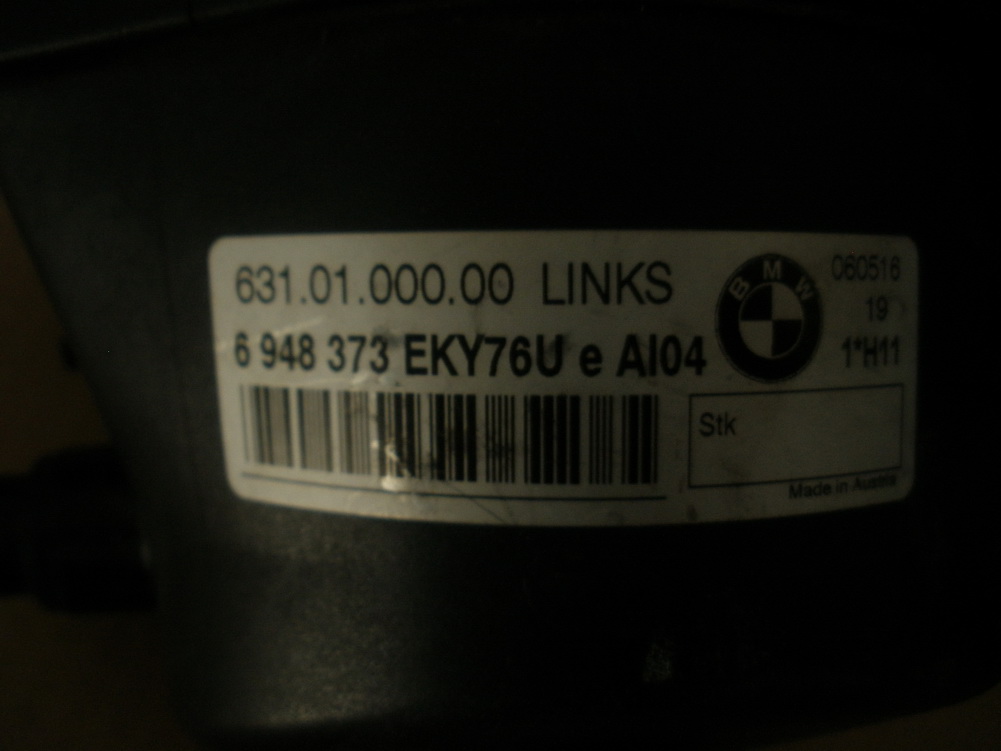 631.01.000.00 LINKS
6 948 373 EKY76U e AI04
BMW
060516
19
1*H11
Stk
Made in Austria